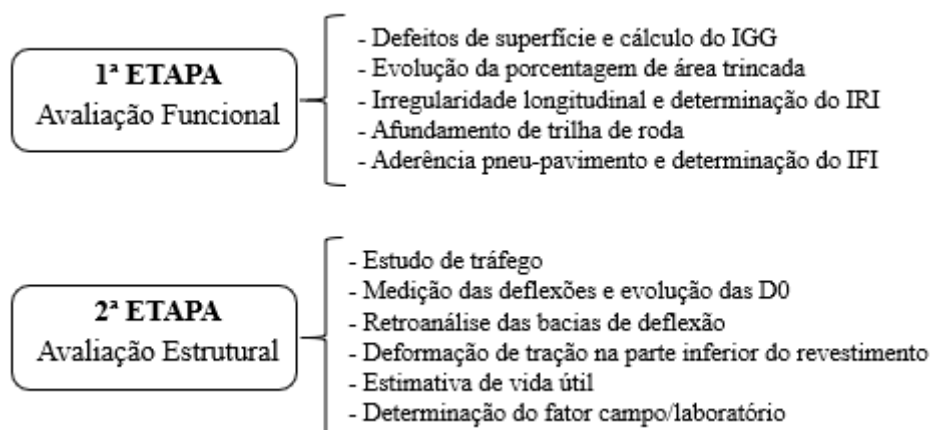 1ª ETAPA
Avaliação Funcional
- Defeitos de superfície e cálculo do IGG
- Evolução da porcentagem de área trincada
- Irregularidade longitudinal e determinação do IRI
- Afundamento de trilha de roda
- Aderência pneu-pavimento e determinação do IFI
2ª ETAPA
Avaliação Estrutural
- Estudo de tráfego
- Medição das deflexões e evolução das D0
- Retroanálise das bacias de deflexão
- Deformação de tração na parte inferior do revestimento
- Estimativa de vida útil
- Determinação do fator campo/laboratório